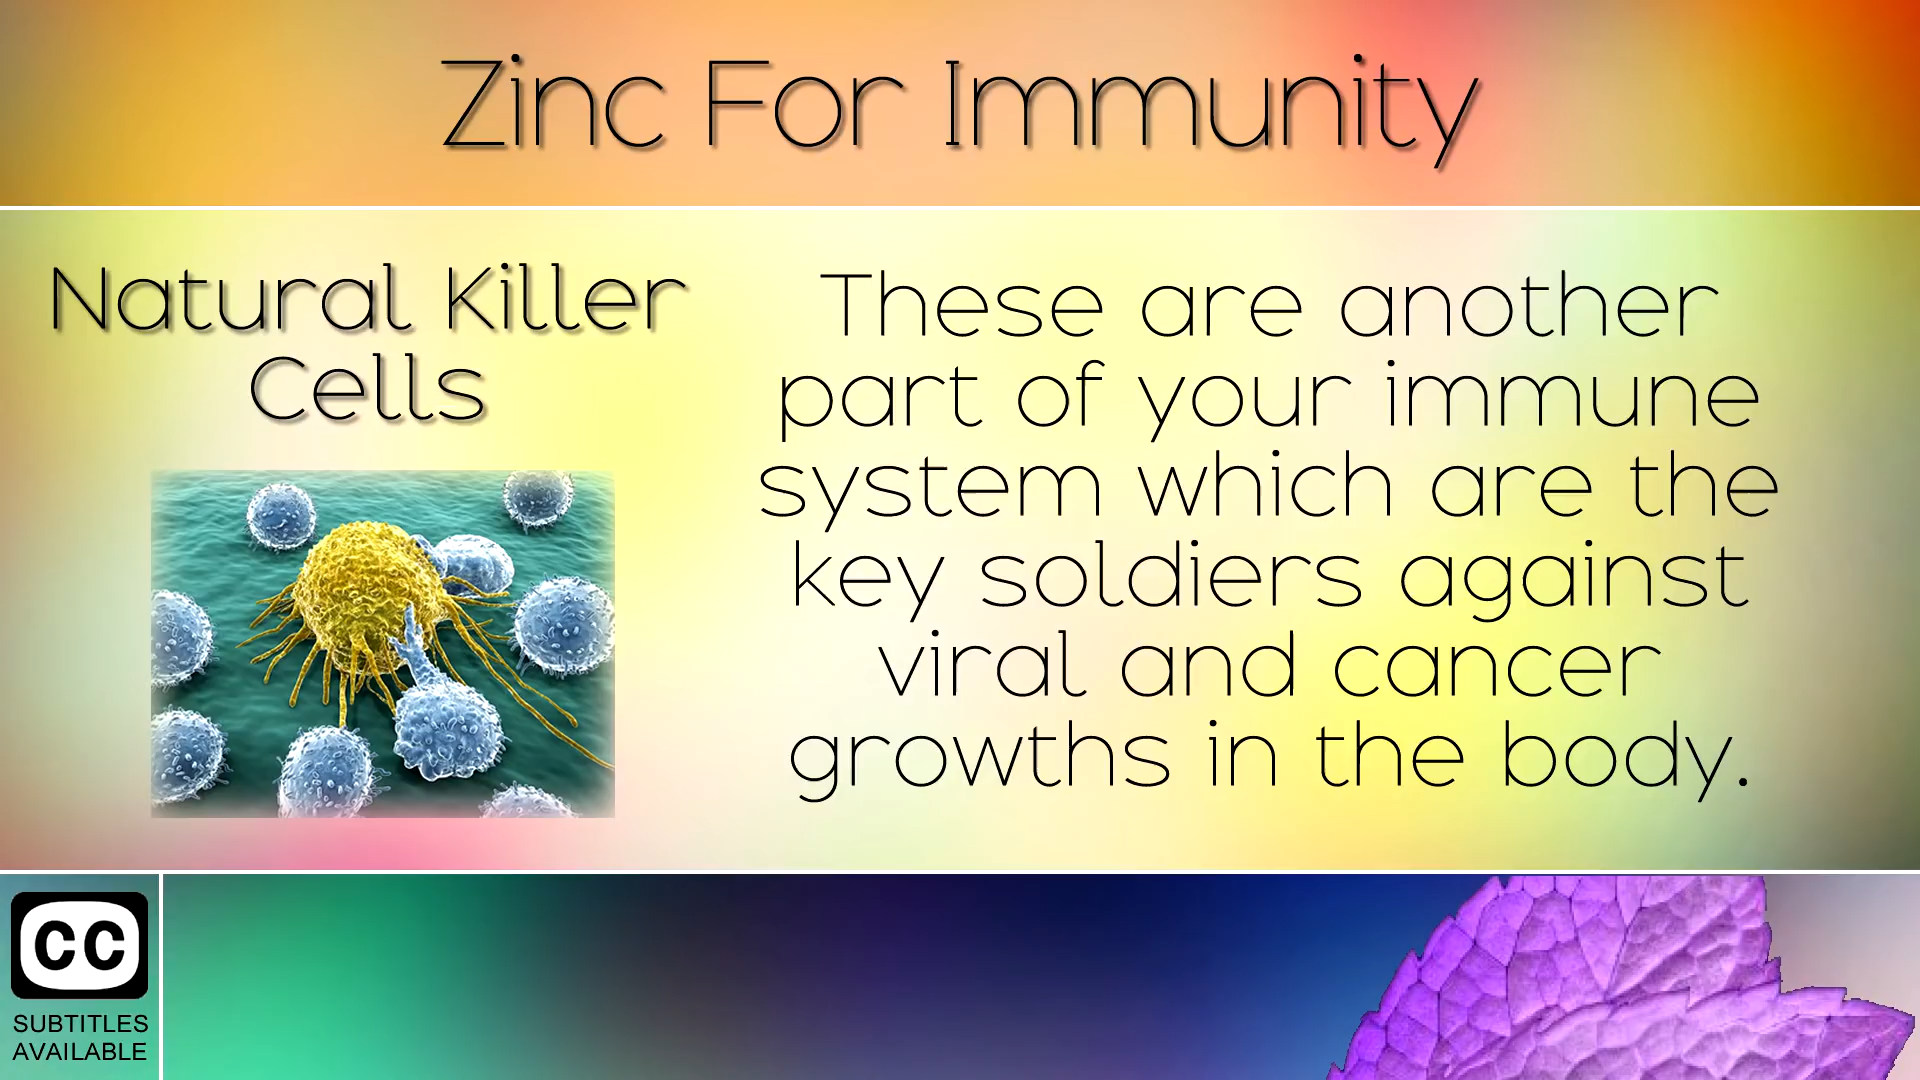 Zinc For Immunity
Natural Killer
Cells
These are another
part of your immune
system which are the
key soldiers against
viral and cancer
growths in the body.
CC
SUBTITLES
AVAILABLE